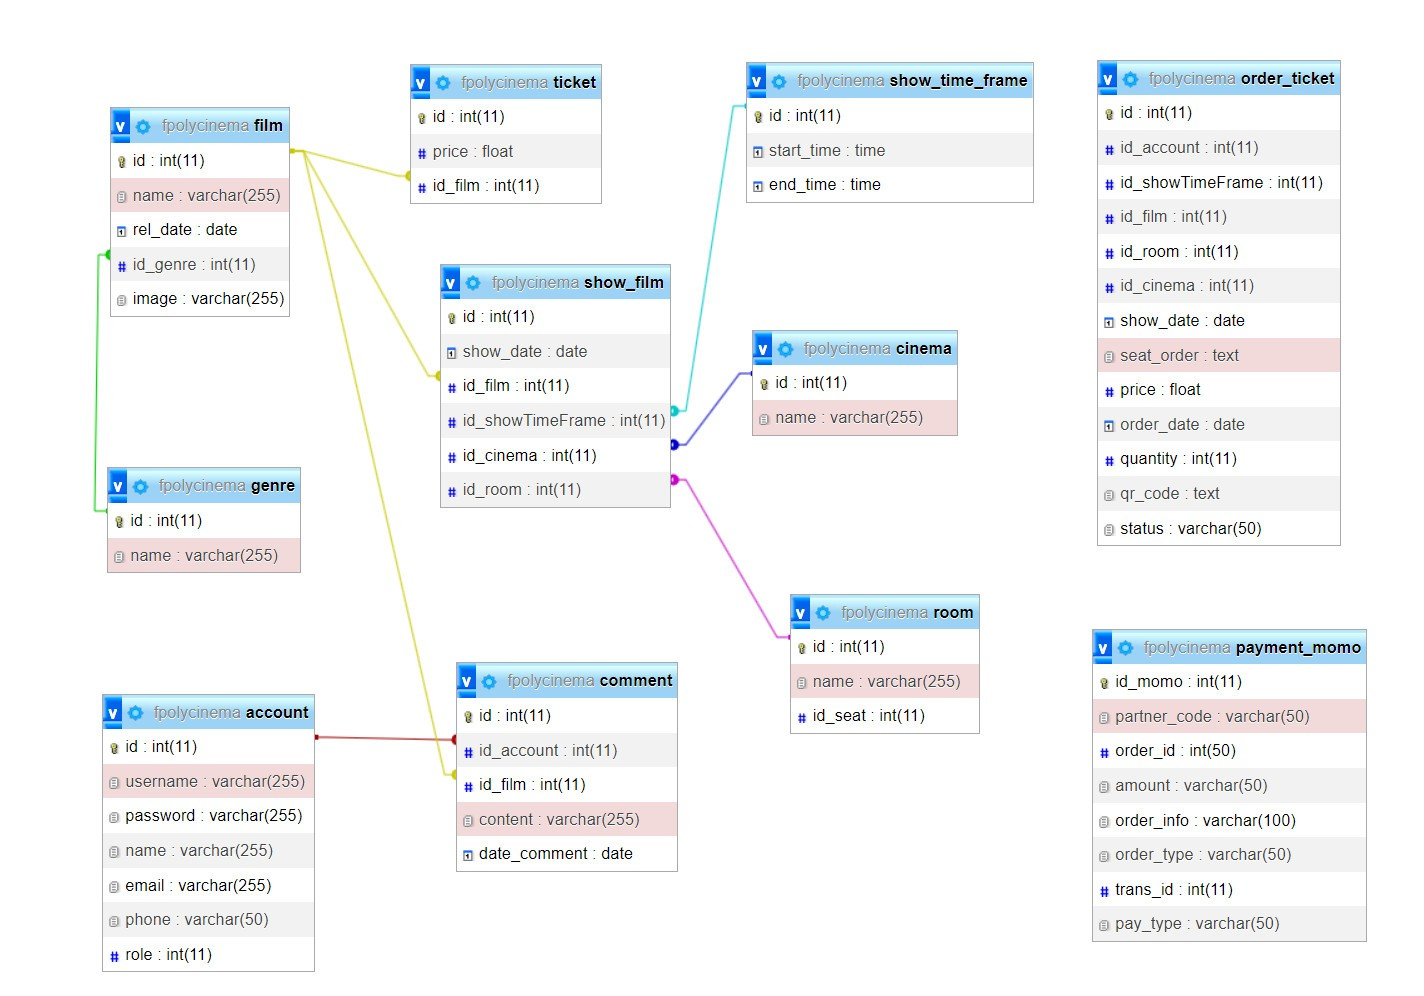 fpolycinema film
id : int(11)
name : varchar(255)
rel_date : date
id_genre : int(11)
image : varchar(255)
fpolycinema ticket
id : int(11)
price : float
id_film : int(11)
fpolycinema show_time_frame
id : int(11)
start_time : time
end_time : time
fpolycinema order_ticket
id : int(11)
id_account : int(11)
id_showTimeFrame : int(11)
id_film : int(11)
id_room : int(11)
id_cinema : int(11)
show_date : date
seat_order : text
price : float
order_date : date
quantity : int(11)
qr_code : text
status : varchar(50)
fpolycinema show_film
id : int(11)
show_date : date
id_film : int(11)
id_showTimeFrame : int(11)
id_cinema : int(11)
id_room : int(11)
fpolycinema cinema
id : int(11)
name : varchar(255)
fpolycinema genre
id : int(11)
name : varchar(255)
fpolycinema room
id : int(11)
name : varchar(255)
id_seat : int(11)
fpolycinema account
id : int(11)
username : varchar(255)
password : varchar(255)
name : varchar(255)
email : varchar(255)
phone : varchar(50)
role : int(11)
fpolycinema comment
id : int(11)
id_account : int(11)
id_film : int(11)
content : varchar(255)
date_comment : date
fpolycinema payment_momo
id_momo : int(11)
partner_code : varchar(50)
order_id : int(50)
amount : varchar(50)
order_info : varchar(100)
order_type : varchar(50)
trans_id : int(11)
pay_type : varchar(50)